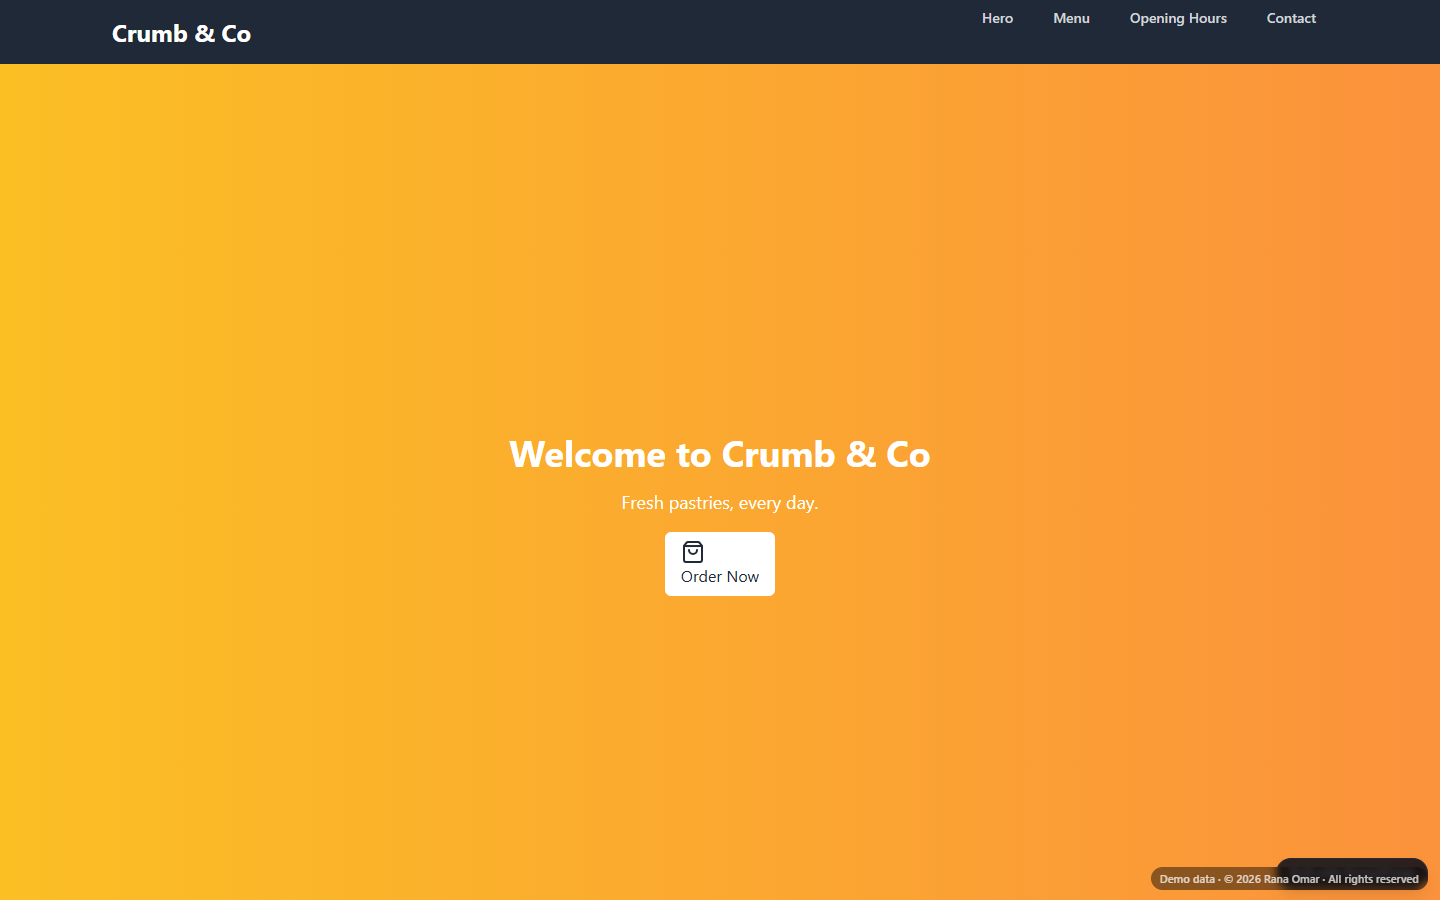 Crumb & Co
Hero
Menu
Opening Hours
Contact
Welcome to Crumb & Co
Fresh pastries, every day.
Order Now
Demo data · © 2026 Rana Omar · All rights reserved